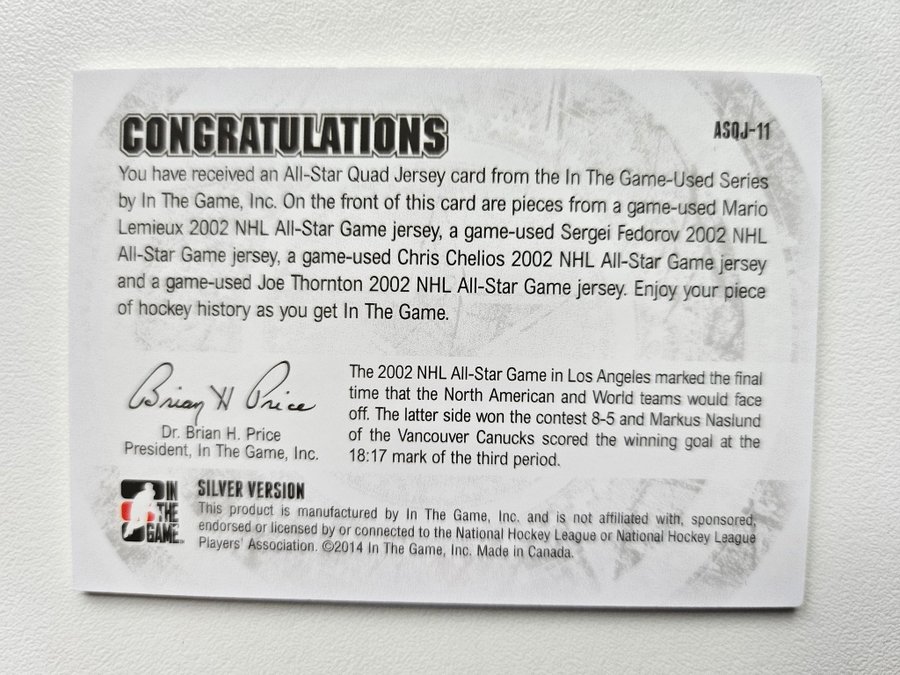 CONGRATULATIONS
ASQJ-11
You have received an All-Star Quad Jersey card from the In The Game-Used Series
by In The Game, Inc. On the front of this card are pieces from a game-used Mario
Lemieux 2002 NHL All-Star Game jersey, a game-used Sergei Fedorov 2002 NHL
All-Star Game jersey, a game-used Chris Chelios 2002 NHL All-Star Game jersey
and a game-used Joe Thornton 2002 NHL All-Star Game jersey. Enjoy your piece
of hockey history as you get In The Game.
Brian H Price
Dr. Brian H. Price
President, In The Game, Inc.
The 2002 NHL All-Star Game in Los Angeles marked the final
time that the North American and World teams would face
off. The latter side won the contest 8-5 and Markus Naslund
of the Vancouver Canucks scored the winning goal at the
18:17 mark of the third period.
IN
THE
GAME
SILVER VERSION
This product is manufactured by In The Game, Inc. and is not affiliated with, sponsored,
endorsed or licensed by or connected to the National Hockey League or National Hockey League
Players' Association. ©2014 In The Game, Inc. Made in Canada.